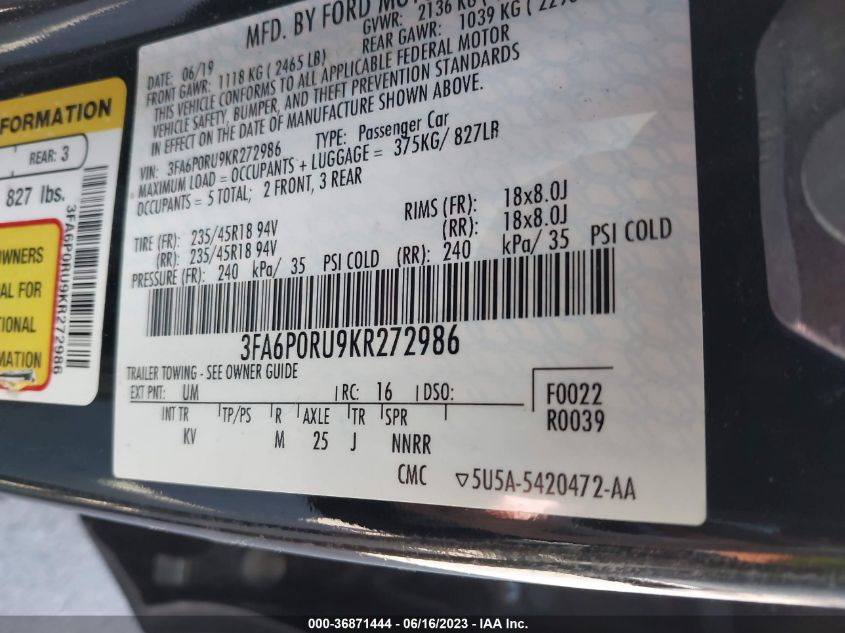 MFD. BY FORD
GVWR: 2136 KG
DATE: 06/19
REAR GAWR: 1039 KG
FRONT GAWR: 1118 KG ( 2465 LB)
THIS VEHICLE CONFORMS TO ALL APPLICABLE FEDERAL MOTOR
VEHICLE SAFETY, BUMPER, AND THEFT PREVENTION STANDARDS
IN EFFECT ON THE DATE OF MANUFACTURE SHOWN ABOVE.
VIN: 3FA6P0RU9KR272986 TYPE: Passenger Car
MAXIMUM LOAD = OCCUPANTS + LUGGAGE = 375KG/ 827LB
OCCUPANTS = 5 TOTAL; 2 FRONT, 3 REAR
TIRE (FR): 235/45R18 94V RIMS (FR): 18x8.0J
(RR): 235/45R18 94V (RR): 18x8.0J
PRESSURE (FR): 240 kPa/ 35 PSI COLD (RR): 240 kPa/ 35 PSI COLD
3FA6P0RU9KR272986
TRAILER TOWING - SEE OWNER GUIDE
EXT PNT: UM RC: 16 DSO:
INT TR TP/PS R AXLE TR SPR
KV M 25 J NNRR
F0022
R0039
CMC ▽5U5A-5420472-AA
REAR: 3
827 lbs.
3FA6P0RU9KR272986
FOR
000-36871444 - 06/16/2023 - IAA Inc.